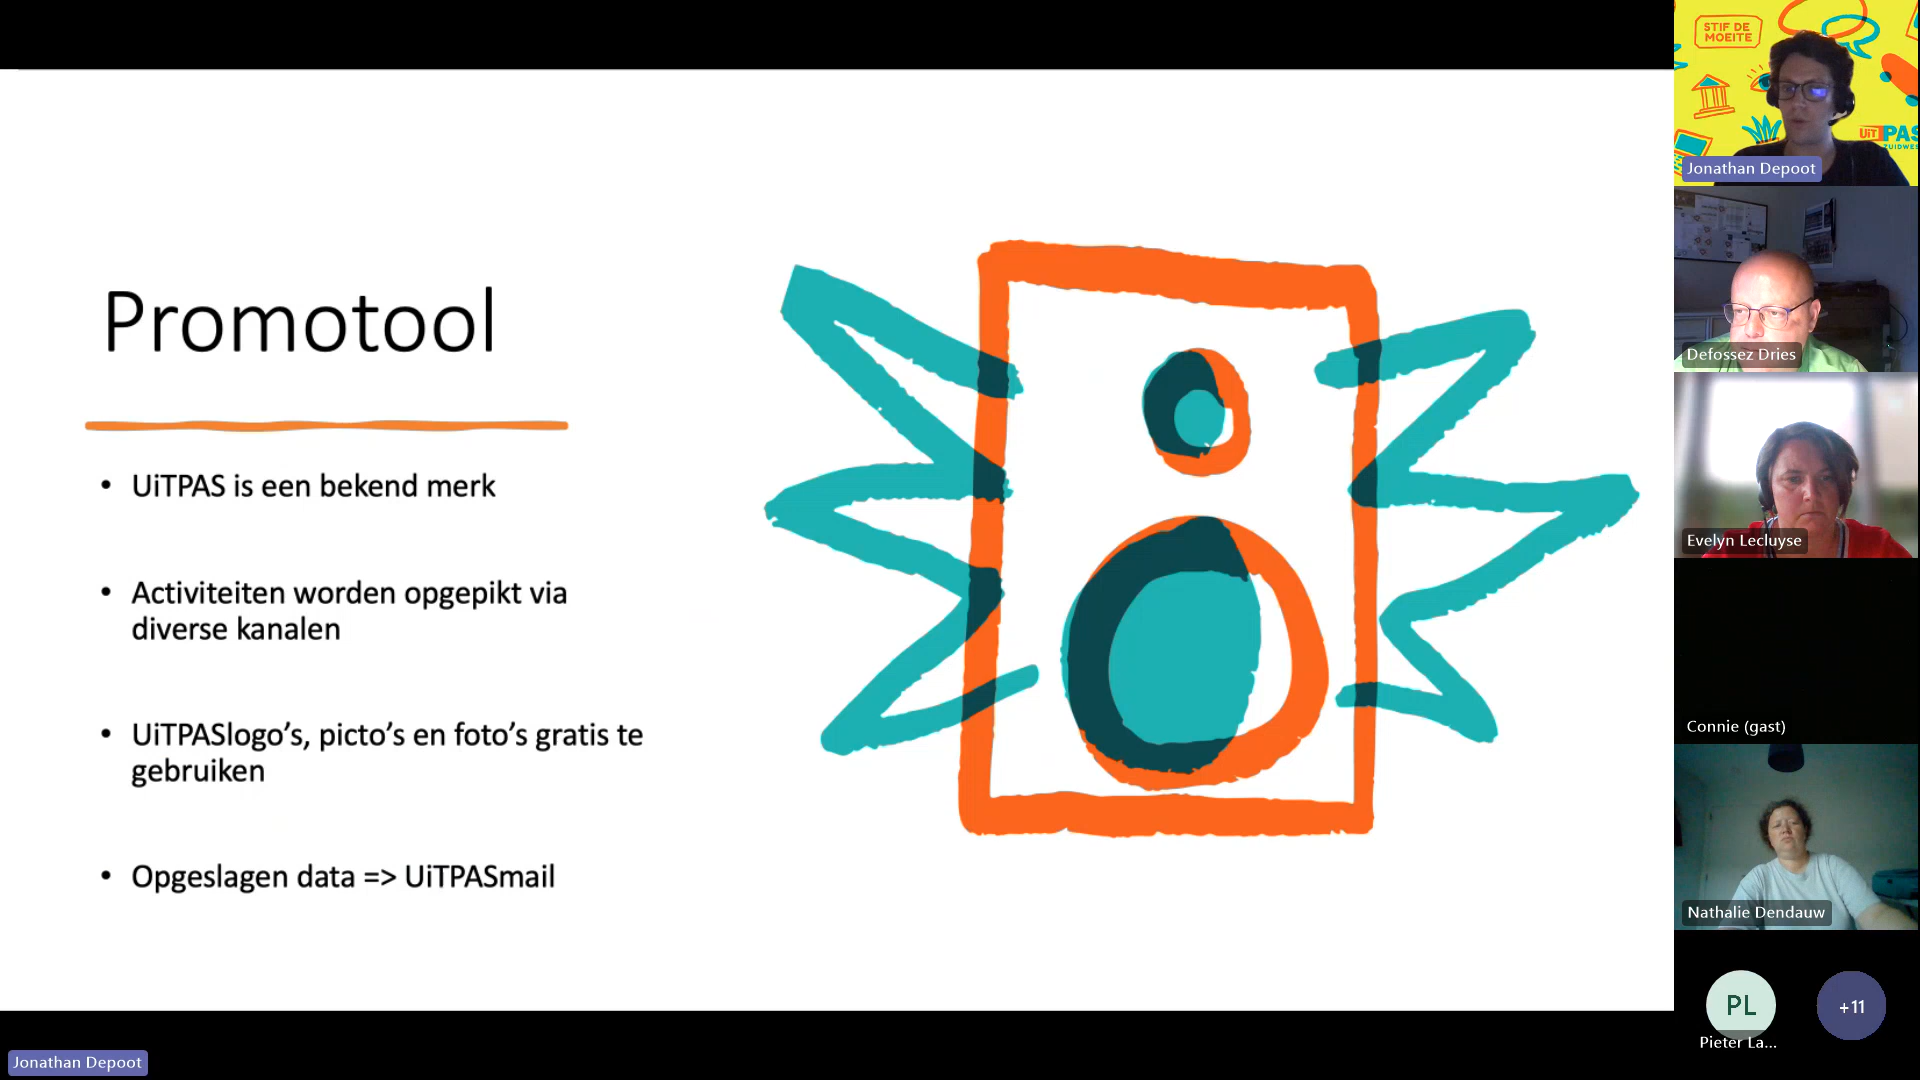 Promotool
• UiTPAS is een bekend merk
• Activiteiten worden opgepikt via
diverse kanalen
• UiTPASlogo’s, picto’s en foto’s gratis te
gebruiken
• Opgeslagen data => UiTPASmail
Jonathan Depoot
STIF DE
MOEITE
UiTPAS
ZUIDWES
Jonathan Depoot
Defossez Dries
Evelyn Lecluyse
Connie (gast)
Nathalie Dendauw
PL
+11
Pieter La...